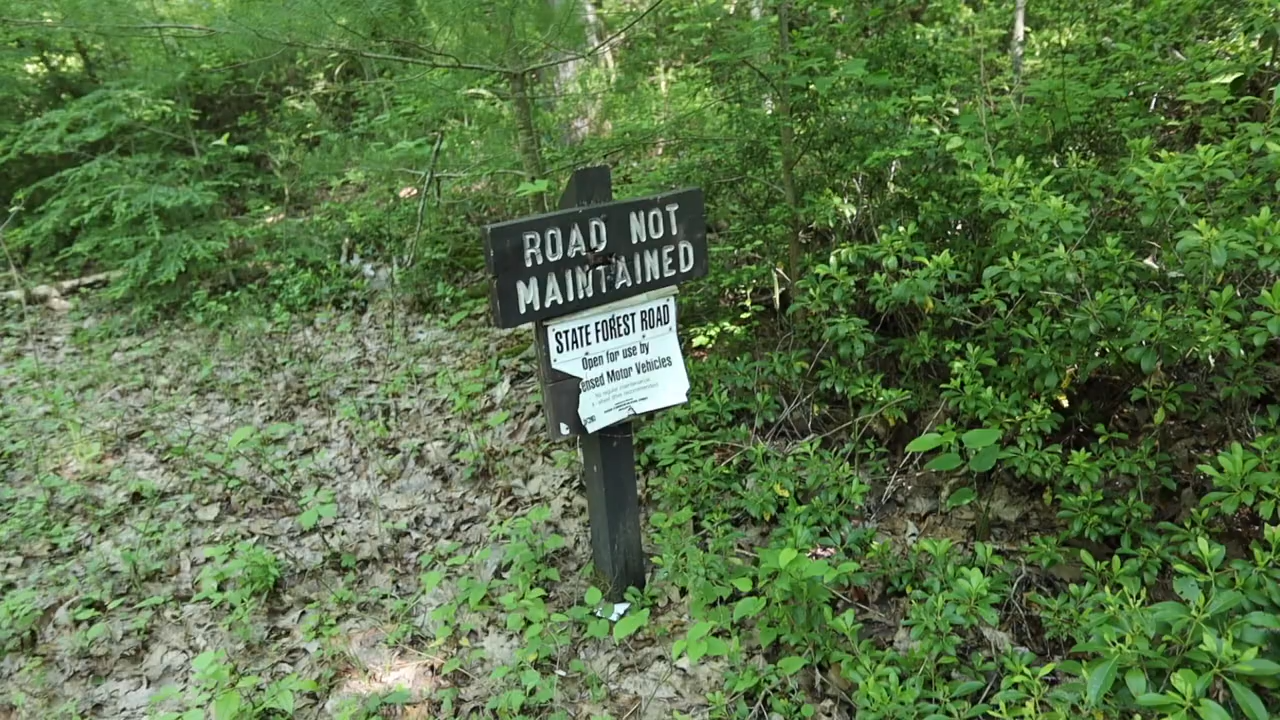 ROAD NOT
MAINTAINED
STATE FOREST ROAD
Open for use by
ensed Motor Vehicles